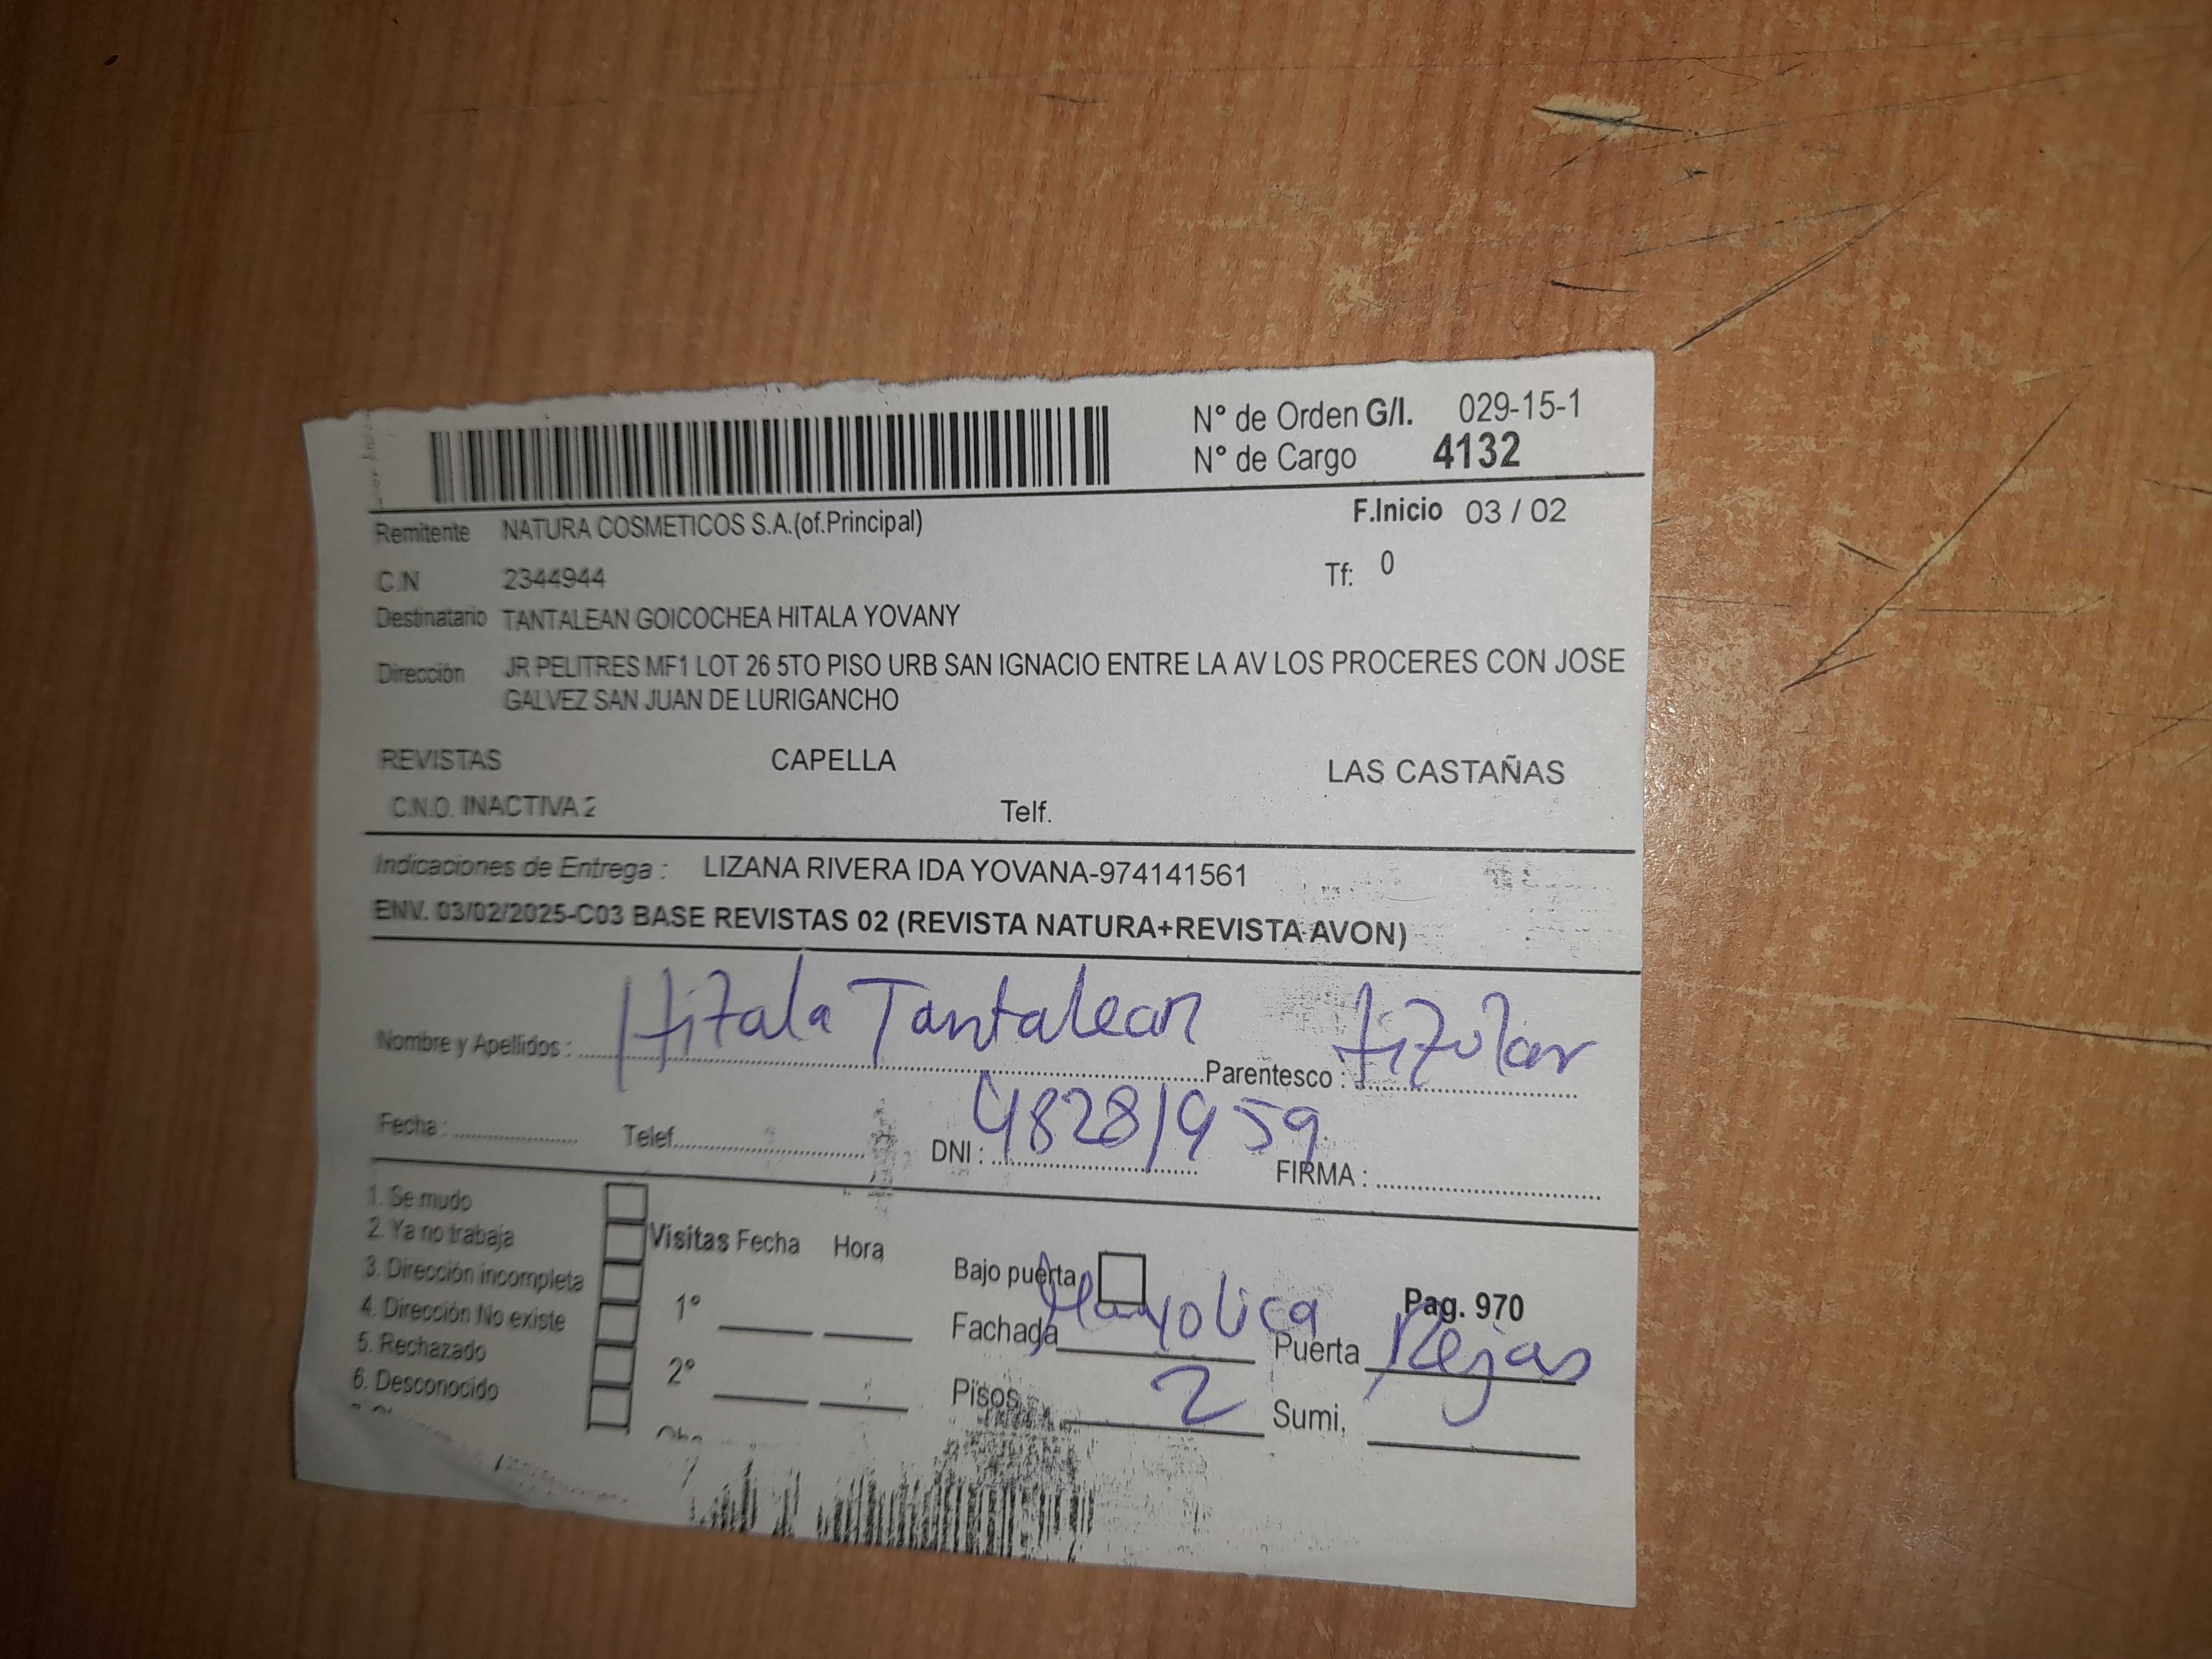 N° de Orden G/I. 029-15-1
N° de Cargo 4132
Remitente NATURA COSMETICOS S.A.(of.Principal) F.Inicio 03 / 02
C.N 2344944 Tf: 0
Destinatario TANTALEAN GOICOCHEA HITALA YOVANY
Dirección JR PELITRES MF1 LOT 26 5TO PISO URB SAN IGNACIO ENTRE LA AV LOS PROCERES CON JOSE
GALVEZ SAN JUAN DE LURIGANCHO
REVISTAS CAPELLA LAS CASTAÑAS
C.N.O. INACTIVA 2 Telf.
Indicaciones de Entrega : LIZANA RIVERA IDA YOVANA-974141561
ENV. 03/02/2025-C03 BASE REVISTAS 02 (REVISTA NATURA+REVISTA AVON)
Nombre y Apellidos : Hitala Tantalean Parentesco : titular
Fecha : Telef. DNI : 48281959 FIRMA :
1. Se mudo
2. Ya no trabaja Visitas Fecha Hora
3. Dirección incompleta Bajo puerta
4. Dirección No existe 1° Fachada Mayolica Pag. 970
5. Rechazado Puerta Rejas
6. Desconocido 2° Pisos 2 Sumi.